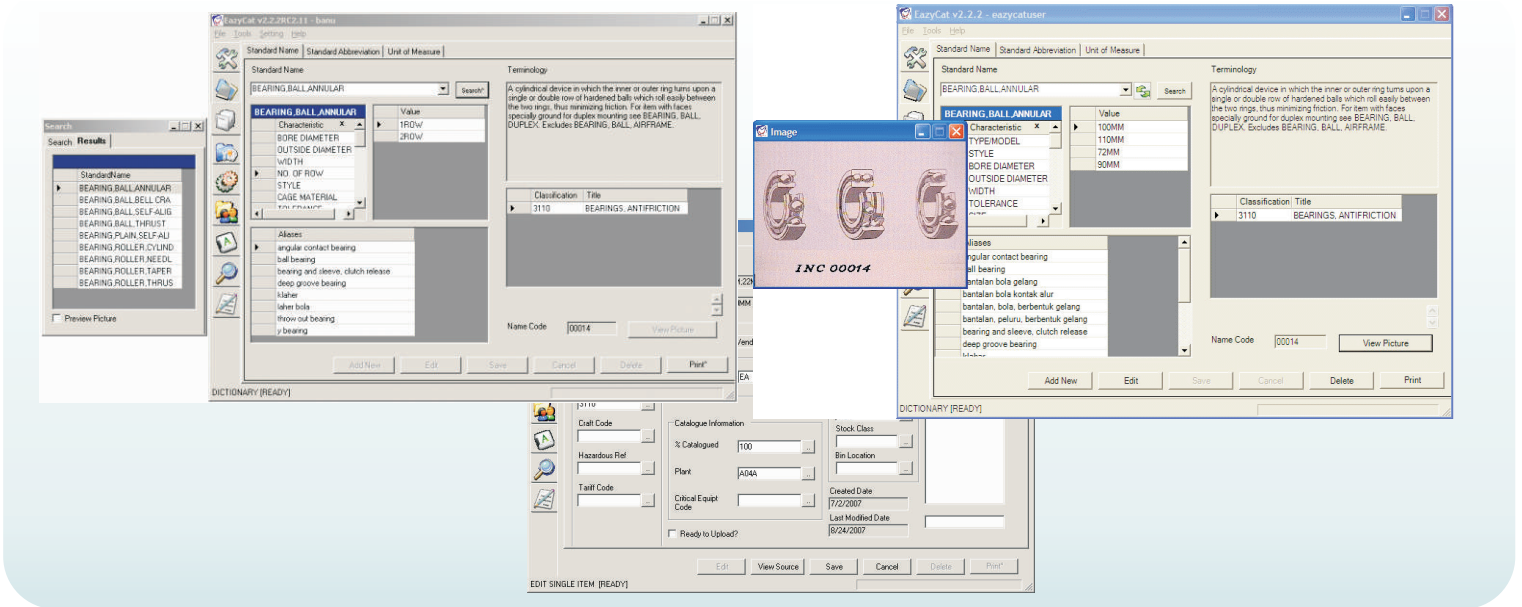 Search
Search Results
StandardName
BEARING,BALL,ANNULAR
BEARING,BALL,BELL CRA
BEARING,BALL,SELF-ALIG
BEARING,BALL,THRUST
BEARING,PLAIN,SELF-ALI
BEARING,ROLLER,CYLIND
BEARING,ROLLER,NEEDL
BEARING,ROLLER,TAPER
BEARING,ROLLER,THRUS
Preview Picture
EazyCat v2.2.2RC2.11 - banu
File Tools Setting Help
Standard Name Standard Abbreviation Unit of Measure
Standard Name
BEARING,BALL,ANNULAR Search*
BEARING,BALL,ANNULAR
Characteristic
BORE DIAMETER
OUTSIDE DIAMETER
WIDTH
NO. OF ROW
STYLE
CAGE MATERIAL
TOLERANCE
Value
1ROW
2ROW
Aliases
angular contact bearing
ball bearing
bearing and sleeve, clutch release
deep groove bearing
klaher
laher bola
throw out bearing
y bearing
Terminology
A cylindrical device in which the inner or outer ring turns upon a
single or double row of hardened balls which roll easily between
the two rings, thus minimizing friction. For item with faces
specially ground for duplex mounting see BEARING, BALL,
DUPLEX. Excludes BEARING, BALL, AIRFRAME.
Classification Title
3110 BEARINGS, ANTIFRICTION
Name Code 00014 View Picture
Add New Edit Save Cancel Delete Print*
DICTIONARY [READY]
EazyCat v2.2.2 - eazycatuser
File Tools Help
Standard Name Standard Abbreviation Unit of Measure
Standard Name
BEARING,BALL,ANNULAR Search
BEARING,BALL,ANNULAR
Characteristic
TYPE/MODEL
STYLE
BORE DIAMETER
OUTSIDE DIAMETER
WIDTH
TOLERANCE
Value
100MM
110MM
72MM
90MM
Aliases
angular contact bearing
ball bearing
bantalan bola gelang
bantalan bola kontak alur
bantalan, bola, berbentuk gelang
bantalan, peluru, berbentuk gelang
bearing and sleeve, clutch release
deep groove bearing
klaher
Terminology
A cylindrical device in which the inner or outer ring turns upon a
single or double row of hardened balls which roll easily between
the two rings, thus minimizing friction. For item with faces
specially ground for duplex mounting see BEARING, BALL,
DUPLEX. Excludes BEARING, BALL, AIRFRAME.
Classification Title
3110 BEARINGS, ANTIFRICTION
Name Code 00014 View Picture
Add New Edit Save Cancel Delete Print
DICTIONARY [READY]
Image
INC 00014
EA
3110
Craft Code
Hazardous Ref
Tariff Code
Catalogue Information
% Catalogued 100
Plant A04A
Critical Equipt
Code
Ready to Upload?
Stock Class
Bin Location
Created Date
7/2/2007
Last Modified Date
8/24/2007
Edit View Source Save Cancel Delete Print*
EDIT SINGLE ITEM [READY]